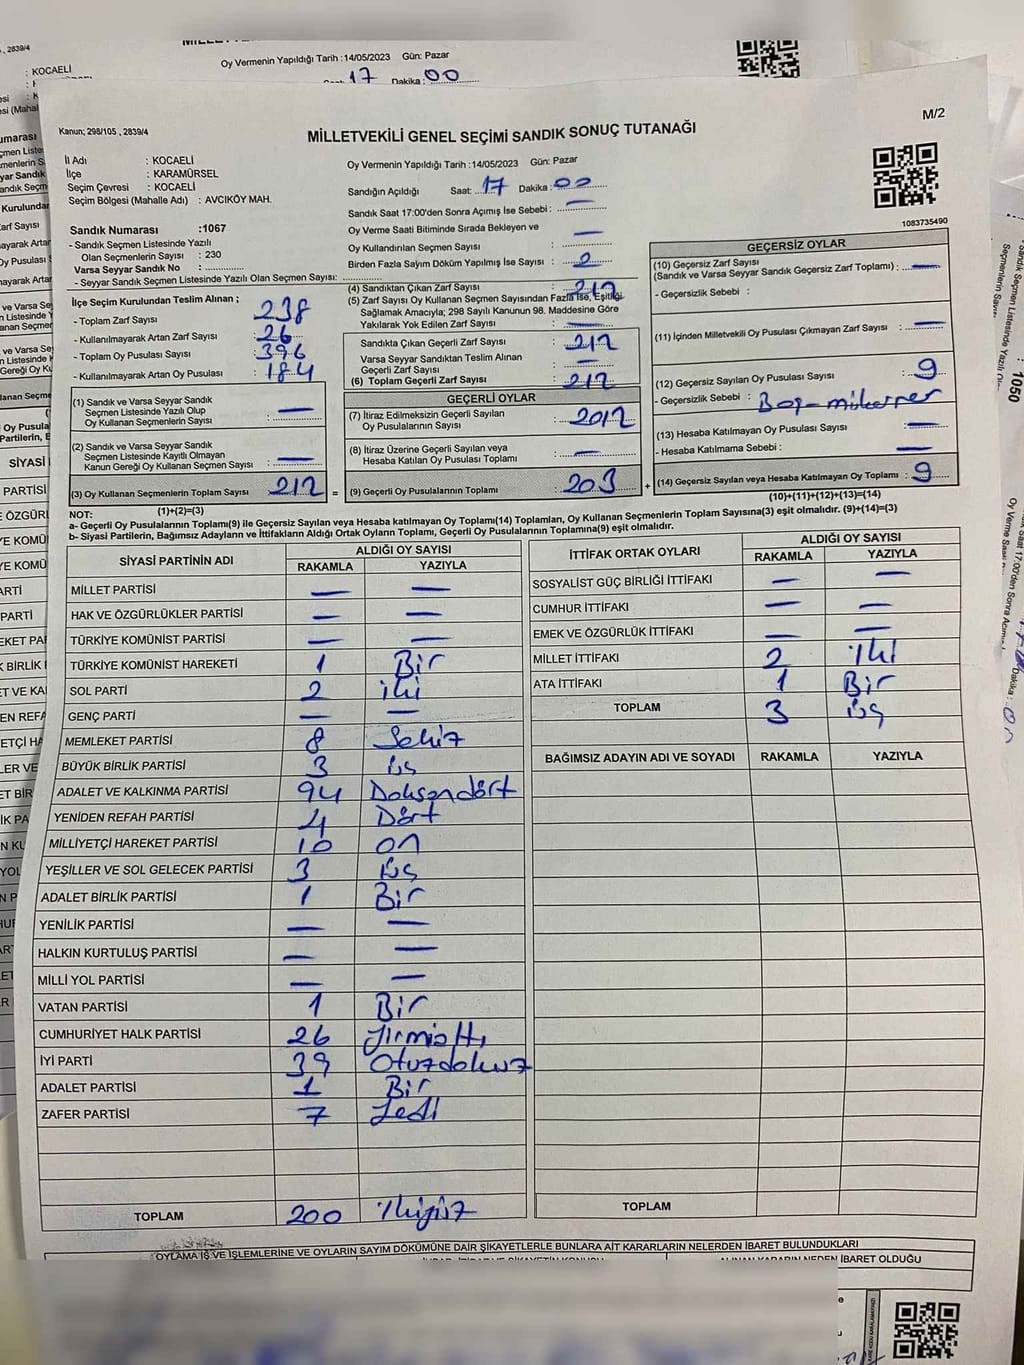 , 2839/4
Oy Vermenin Yapıldığı Tarih :14/05/2023 Gün: Pazar
: KOCAELİ
17 Dakika : 00
M/2
Kanun; 298/105 , 2839/4
MİLLETVEKİLİ GENEL SEÇİMİ SANDIK SONUÇ TUTANAĞI
İl Adı : KOCAELİ
İlçe : KARAMÜRSEL
Seçim Çevresi : KOCAELİ
Seçim Bölgesi (Mahalle Adı) : AVCIKÖY MAH.
Oy Vermenin Yapıldığı Tarih :14/05/2023 Gün: Pazar
Sandığın Açıldığı Saat: 17 Dakika : 00
Sandık Saat 17:00'den Sonra Açımış İse Sebebi: —
1083735490
Sandık Numarası :1067
- Sandık Seçmen Listesinde Yazılı
Olan Seçmenlerin Sayısı : 230
Varsa Seyyar Sandık No :
- Seyyar Sandık Seçmen Listesinde Yazılı Olan Seçmen Sayısı:
Oy Verme Saati Bitiminde Sırada Bekleyen ve
Oy Kullandırılan Seçmen Sayısı : —
Birden Fazla Sayım Döküm Yapılmış İse Sayısı : 2
İlçe Seçim Kurulundan Teslim Alınan ;
- Toplam Zarf Sayısı : 238
- Kullanılmayarak Artan Zarf Sayısı : 26
- Toplam Oy Pusulası Sayısı : 396
- Kullanılmayarak Artan Oy Pusulası : 184
(1) Sandık ve Varsa Seyyar Sandık
Seçmen Listesinde Yazılı Olup
Oy Kullanan Seçmenlerin Sayısı : —
(2) Sandık ve Varsa Seyyar Sandık
Seçmen Listesinde Kayıtlı Olmayan
Kanun Gereği Oy Kullanan Seçmen Sayısı : —
(3) Oy Kullanan Seçmenlerin Toplam Sayısı : 212
(1)+(2)=(3)
(4) Sandıktan Çıkan Zarf Sayısı : 212
(5) Zarf Sayısı Oy Kullanan Seçmen Sayısından Fazla İse, Eşitliği
Sağlamak Amacıyla; 298 Sayılı Kanunun 98. Maddesine Göre
Yakılarak Yok Edilen Zarf Sayısı : —
Sandıkta Çıkan Geçerli Zarf Sayısı : 212
Varsa Seyyar Sandıktan Teslim Alınan
Geçerli Zarf Sayısı : —
(6) Toplam Geçerli Zarf Sayısı : 212
GEÇERLİ OYLAR
(7) İtiraz Edilmeksizin Geçerli Sayılan
Oy Pusulalarının Sayısı : 2012
(8) İtiraz Üzerine Geçerli Sayılan veya
Hesaba Katılan Oy Pusulası Toplamı : —
(9) Geçerli Oy Pusulalarının Toplamı : 203
GEÇERSİZ OYLAR
(10) Geçersiz Zarf Sayısı
(Sandık ve Varsa Seyyar Sandık Geçersiz Zarf Toplamı) : —
- Geçersizlik Sebebi :
(11) İçinden Milletvekili Oy Pusulası Çıkmayan Zarf Sayısı : —
(12) Geçersiz Sayılan Oy Pusulası Sayısı : 9
- Geçersizlik Sebebi :
(13) Hesaba Katılmayan Oy Pusulası Sayısı : —
- Hesaba Katılmama Sebebi : —
(14) Geçersiz Sayılan veya Hesaba Katılmayan Oy Toplamı : 9
(10)+(11)+(12)+(13)=(14)
NOT:
a- Geçerli Oy Pusulalarının Toplamı(9) ile Geçersiz Sayılan veya Hesaba katılmayan Oy Toplamı(14) Toplamları, Oy Kullanan Seçmenlerin Toplam Sayısına(3) eşit olmalıdır. (9)+(14)=(3)
b- Siyasi Partilerin, Bağımsız Adayların ve İttifakların Aldığı Ortak Oyların Toplamı, Geçerli Oy Pusulalarının Toplamına(9) eşit olmalıdır.
SİYASİ PARTİNİN ADI ALDIĞI OY SAYISI
RAKAMLA YAZIYLA
MİLLET PARTİSİ — —
HAK VE ÖZGÜRLÜKLER PARTİSİ — —
TÜRKİYE KOMÜNİST PARTİSİ — —
TÜRKİYE KOMÜNİST HAREKETİ 1 Bir
SOL PARTİ 2 iki
GENÇ PARTİ — —
MEMLEKET PARTİSİ 8 Sekiz
BÜYÜK BİRLİK PARTİSİ 3 üç
ADALET VE KALKINMA PARTİSİ 94 Doksandört
YENİDEN REFAH PARTİSİ 4 Dört
MİLLİYETÇİ HAREKET PARTİSİ 10 on
YEŞİLLER VE SOL GELECEK PARTİSİ 3 üç
ADALET BİRLİK PARTİSİ 1 Bir
YENİLİK PARTİSİ — —
HALKIN KURTULUŞ PARTİSİ — —
MİLLİ YOL PARTİSİ — —
VATAN PARTİSİ 1 Bir
CUMHURİYET HALK PARTİSİ 26 Yirmialtı
İYİ PARTİ 39 Otuzdokuz
ADALET PARTİSİ 1 Bir
ZAFER PARTİSİ 7 Yedi
TOPLAM 200 İkiyüz
İTTİFAK ORTAK OYLARI ALDIĞI OY SAYISI
RAKAMLA YAZIYLA
SOSYALİST GÜÇ BİRLİĞİ İTTİFAKI — —
CUMHUR İTTİFAKI — —
EMEK VE ÖZGÜRLÜK İTTİFAKI — —
MİLLET İTTİFAKI 2 İki
ATA İTTİFAKI 1 Bir
TOPLAM 3 üç
BAĞIMSIZ ADAYIN ADI VE SOYADI RAKAMLA YAZIYLA
TOPLAM
OYLAMA İŞ VE İŞLEMLERİNE VE OYLARIN SAYIM DÖKÜMÜNE DAİR ŞİKAYETLERLE BUNLARA AİT KARARLARIN NELERDEN İBARET BULUNDUKLARI
ALINAN KARARIN NEDEN İBARET OLDUĞU
: 1050